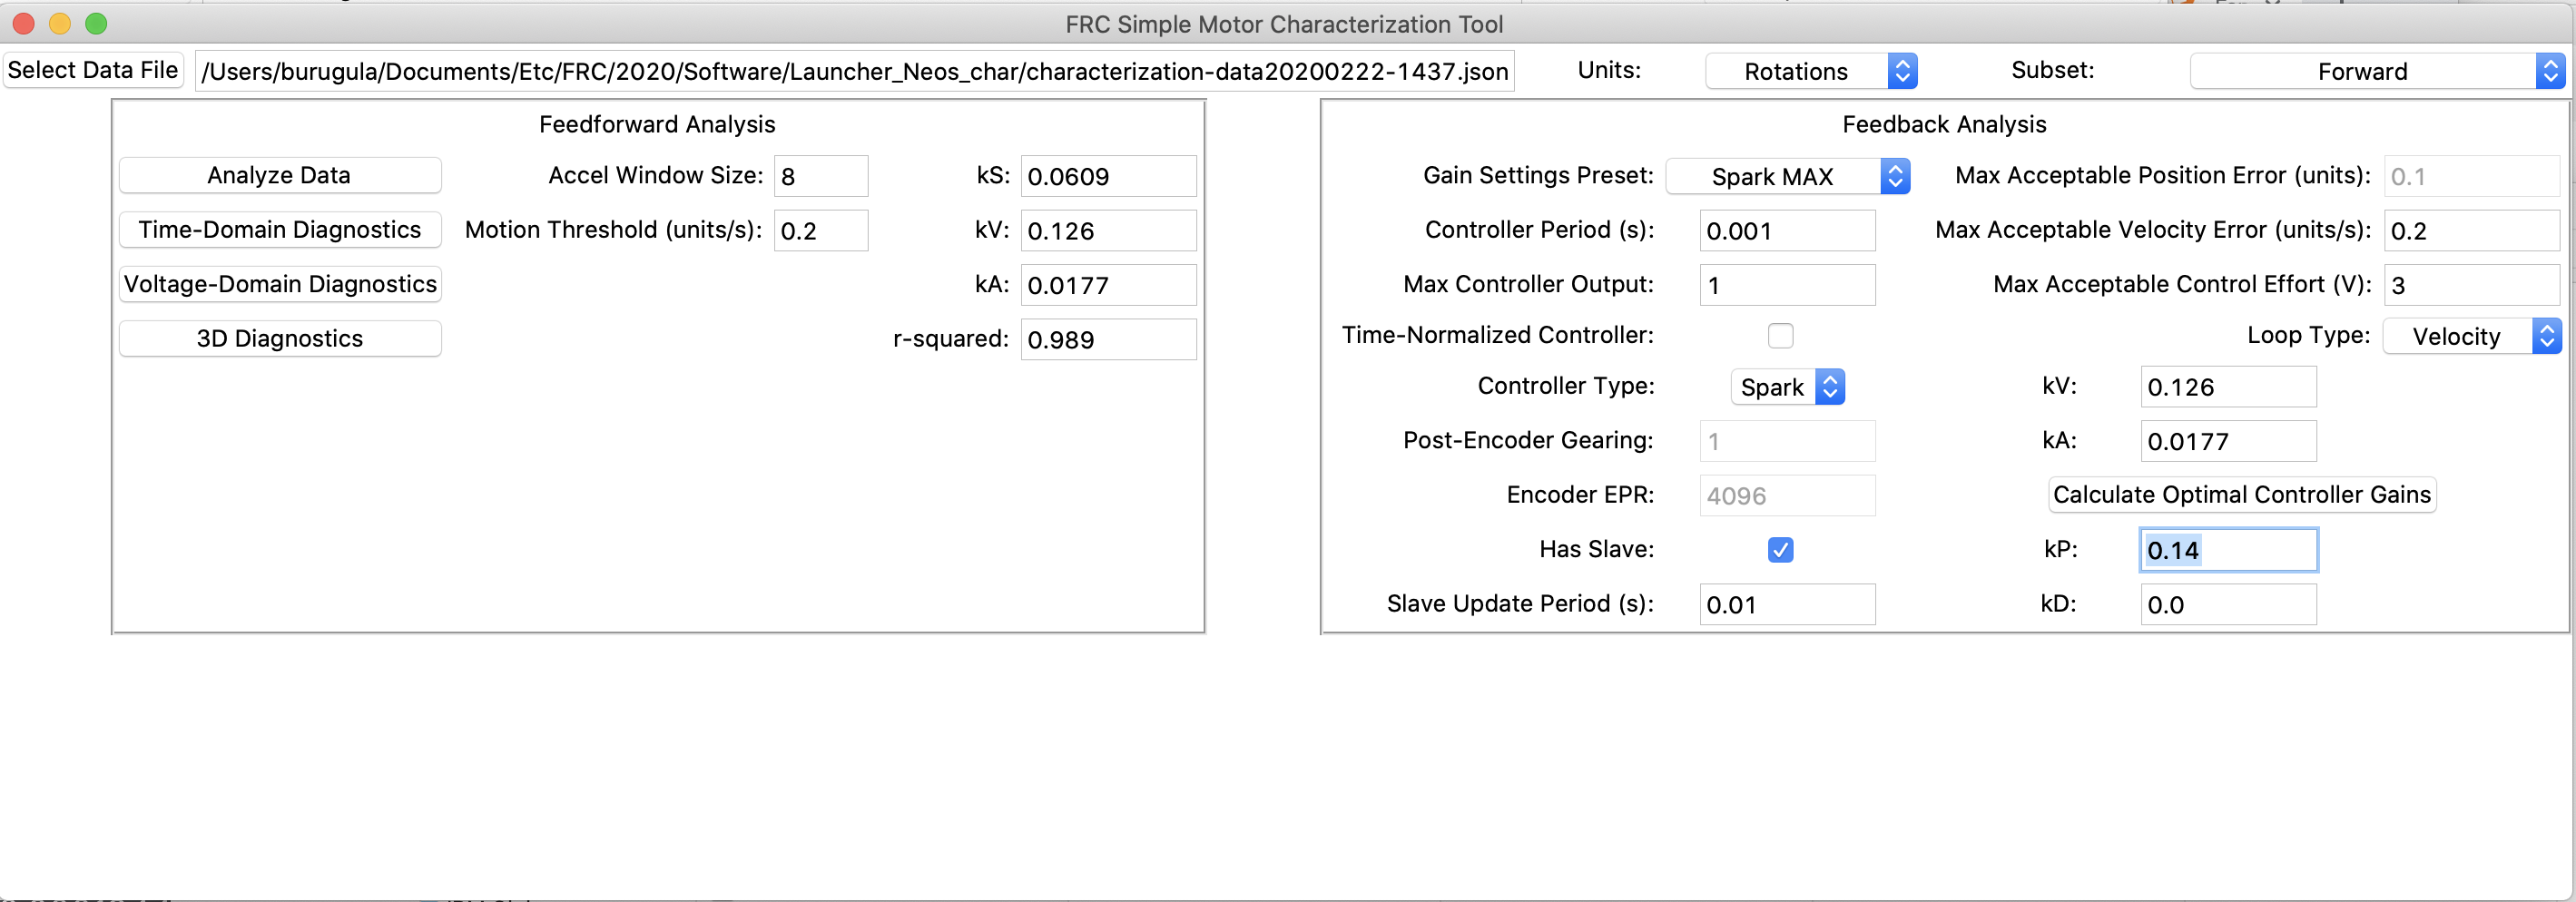 FRC Simple Motor Characterization Tool
Select Data File /Users/burugula/Documents/Etc/FRC/2020/Software/Launcher_Neos_char/characterization-data20200222-1437.json Units: Rotations Subset: Forward
Feedforward Analysis
Analyze Data Accel Window Size: 8 kS: 0.0609
Time-Domain Diagnostics Motion Threshold (units/s): 0.2 kV: 0.126
Voltage-Domain Diagnostics kA: 0.0177
3D Diagnostics r-squared: 0.989
Feedback Analysis
Gain Settings Preset: Spark MAX Max Acceptable Position Error (units): 0.1
Controller Period (s): 0.001 Max Acceptable Velocity Error (units/s): 0.2
Max Controller Output: 1 Max Acceptable Control Effort (V): 3
Time-Normalized Controller: Loop Type: Velocity
Controller Type: Spark kV: 0.126
Post-Encoder Gearing: 1 kA: 0.0177
Encoder EPR: 4096 Calculate Optimal Controller Gains
Has Slave: kP: 0.14
Slave Update Period (s): 0.01 kD: 0.0